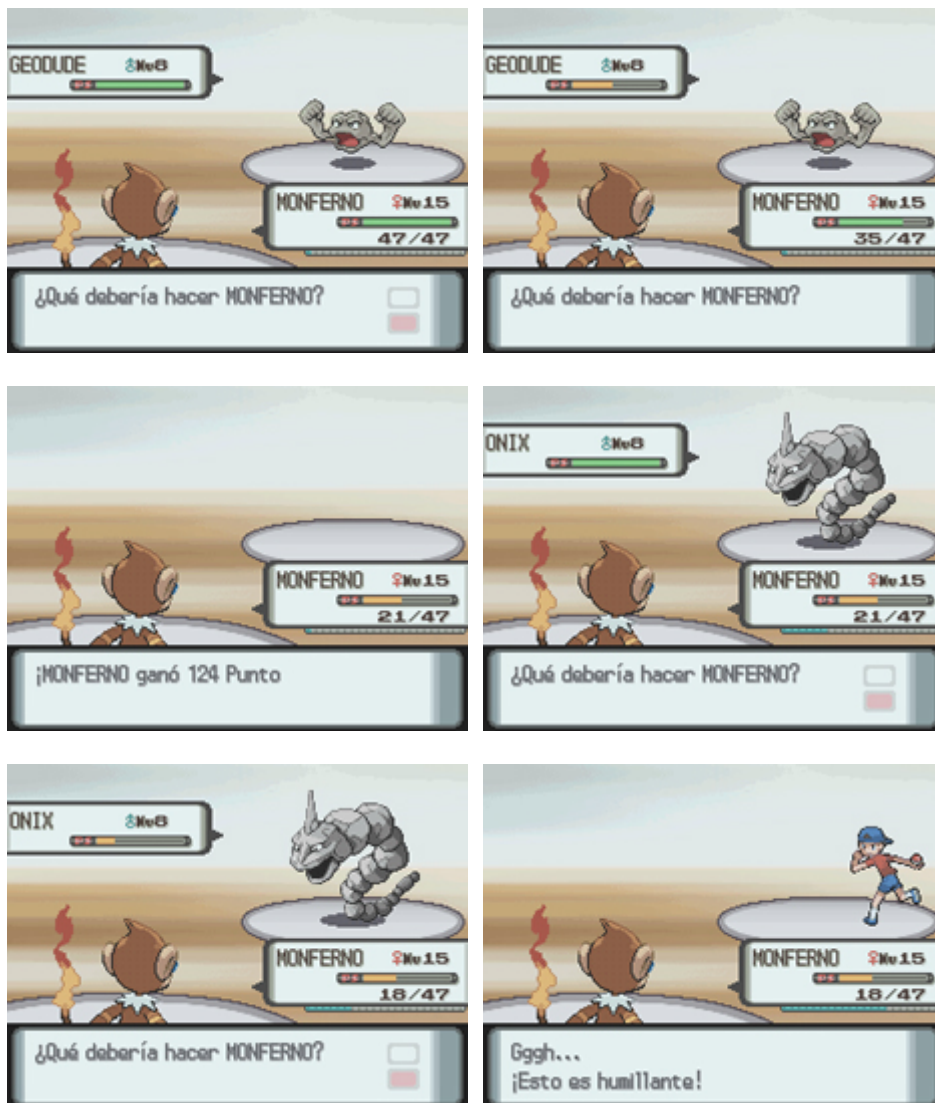 GEODUDE ♂Nv8
MONFERNO ♀Nv15
47/47
¿Qué debería hacer MONFERNO?
GEODUDE ♂Nv8
MONFERNO ♀Nv15
35/47
¿Qué debería hacer MONFERNO?
MONFERNO ♀Nv15
21/47
¡MONFERNO ganó 124 Punto
ONIX ♂Nv8
MONFERNO ♀Nv15
21/47
¿Qué debería hacer MONFERNO?
ONIX ♂Nv8
MONFERNO ♀Nv15
18/47
¿Qué debería hacer MONFERNO?
MONFERNO ♀Nv15
18/47
Gggh...
¡Esto es humillante!